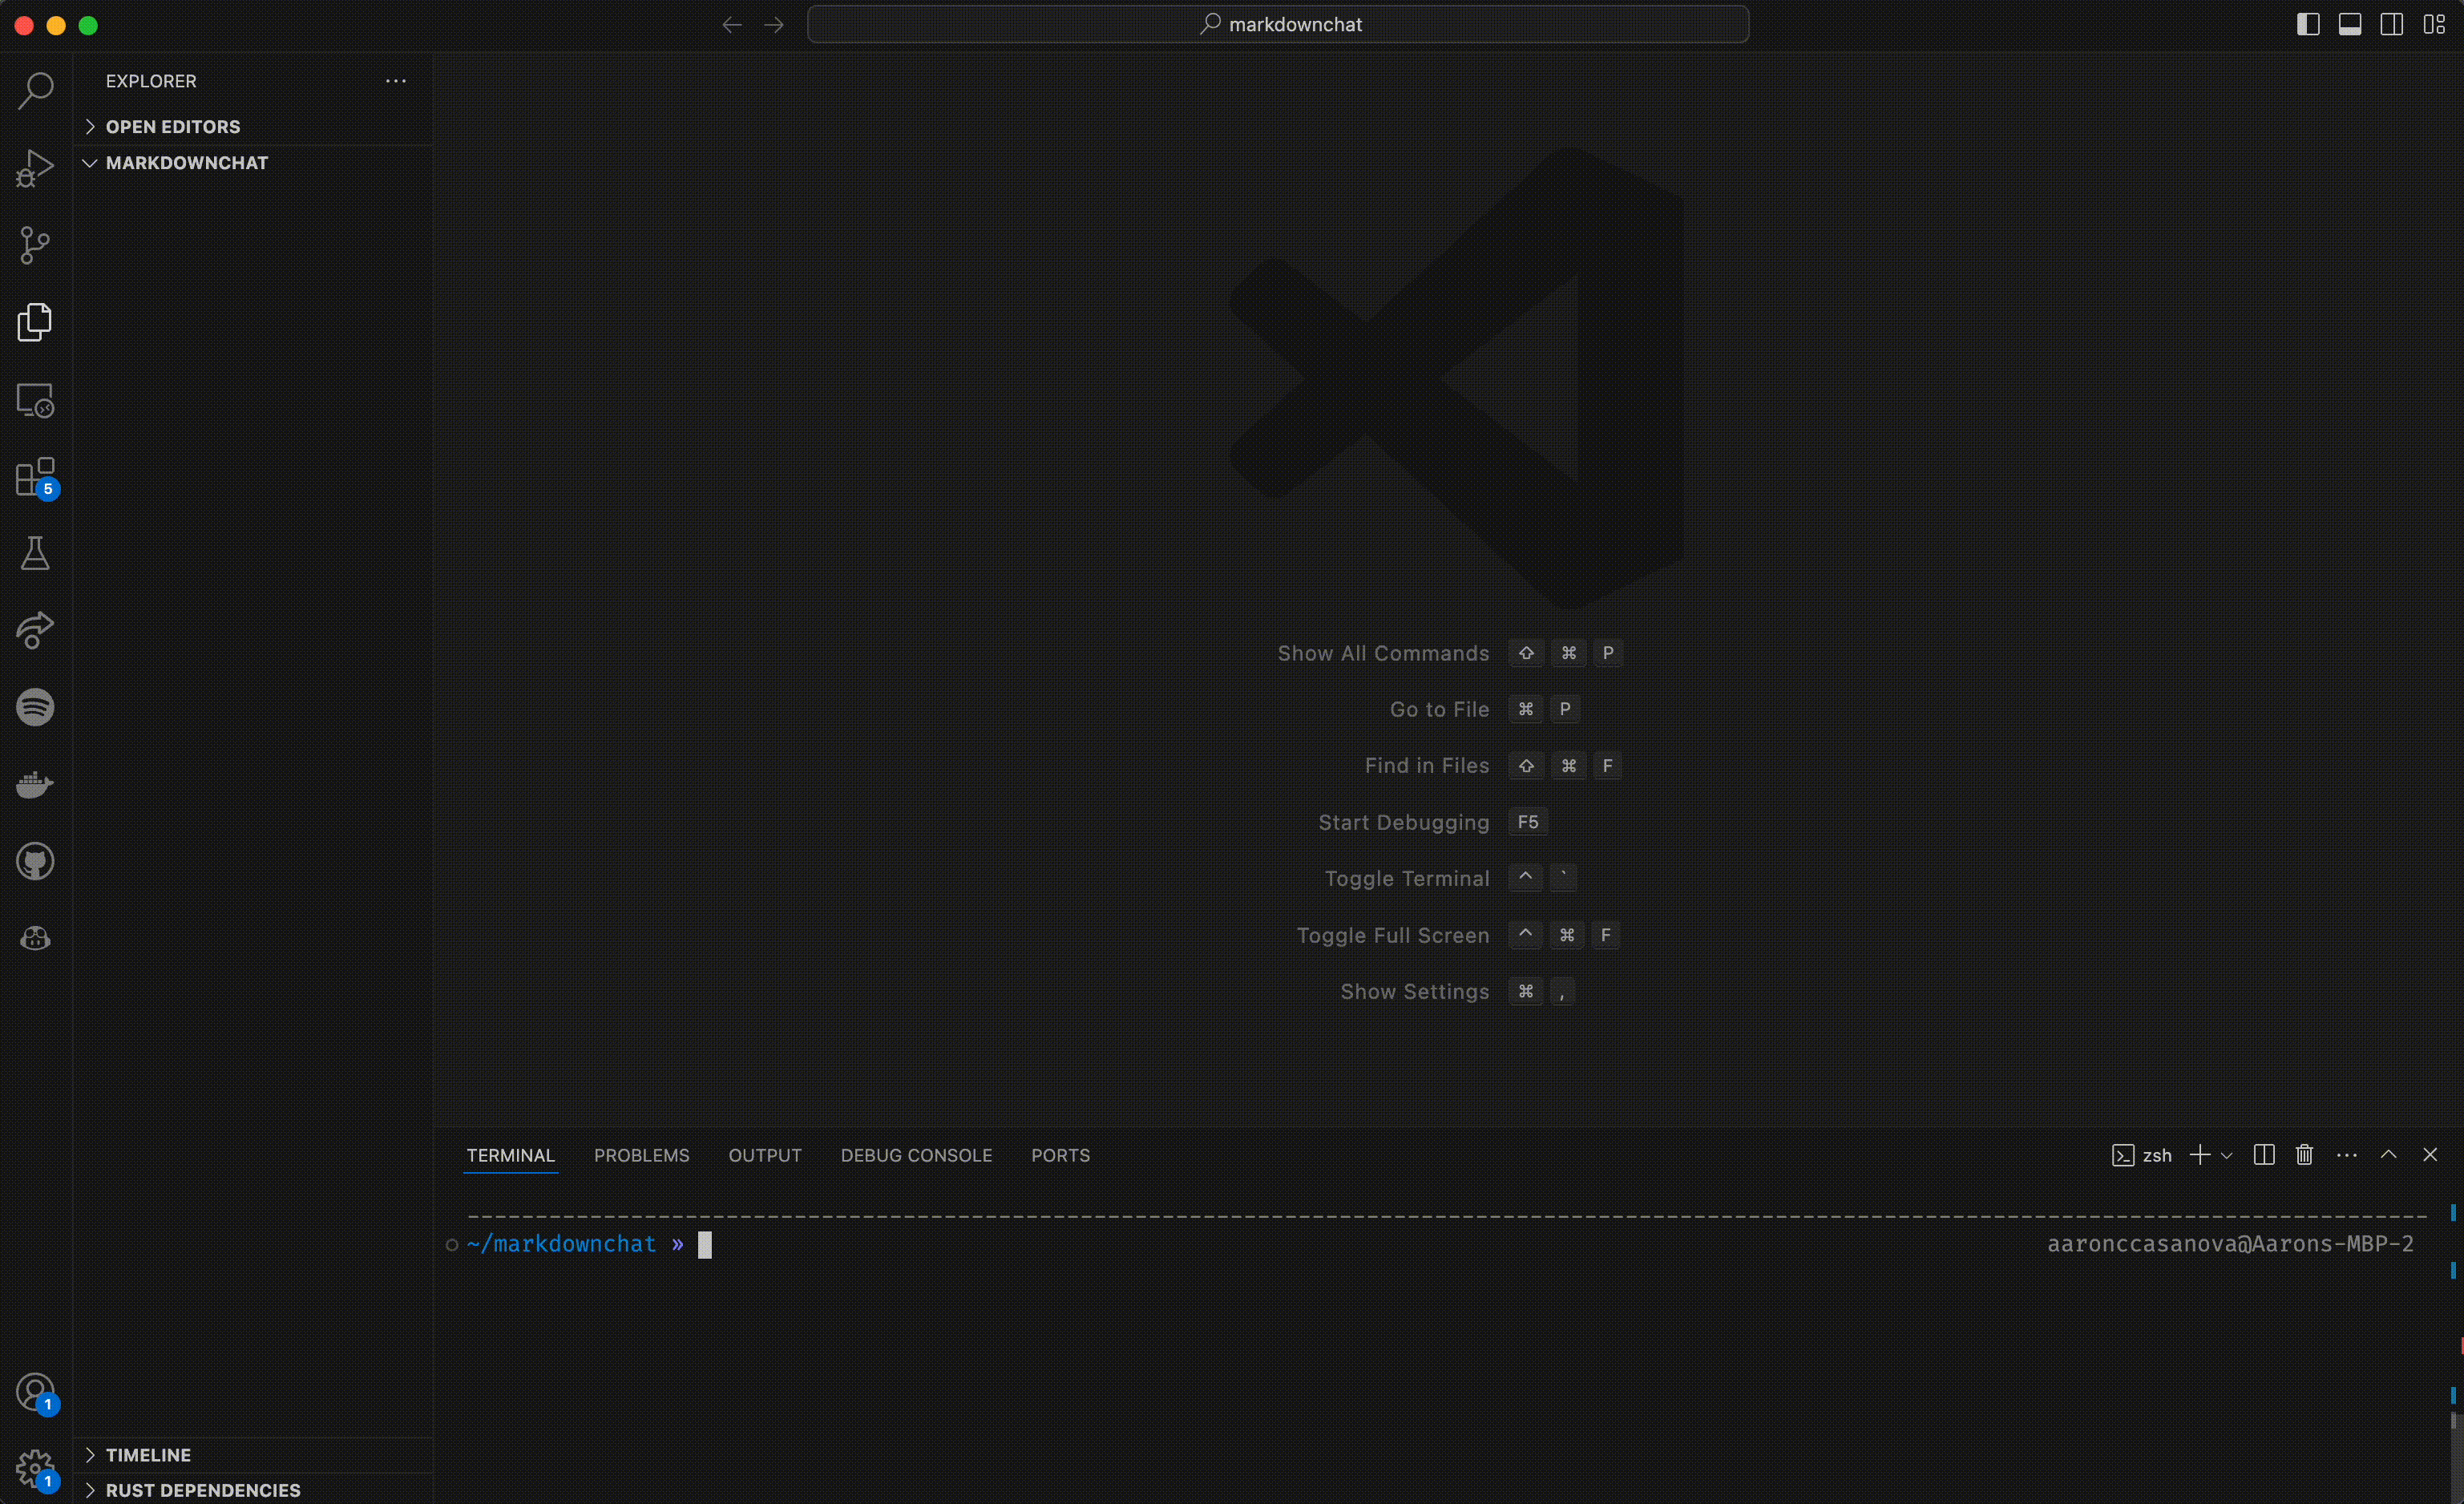 markdownchat
EXPLORER ...
OPEN EDITORS
MARKDOWNCHAT
5
Show All Commands ⇧ ⌘ P
Go to File ⌘ P
Find in Files ⇧ ⌘ F
Start Debugging F5
Toggle Terminal ^ `
Toggle Full Screen ^ ⌘ F
Show Settings ⌘ ,
TERMINAL PROBLEMS OUTPUT DEBUG CONSOLE PORTS zsh
~/markdownchat » aaronccasanova@Aarons-MBP-2
1
TIMELINE
1
RUST DEPENDENCIES